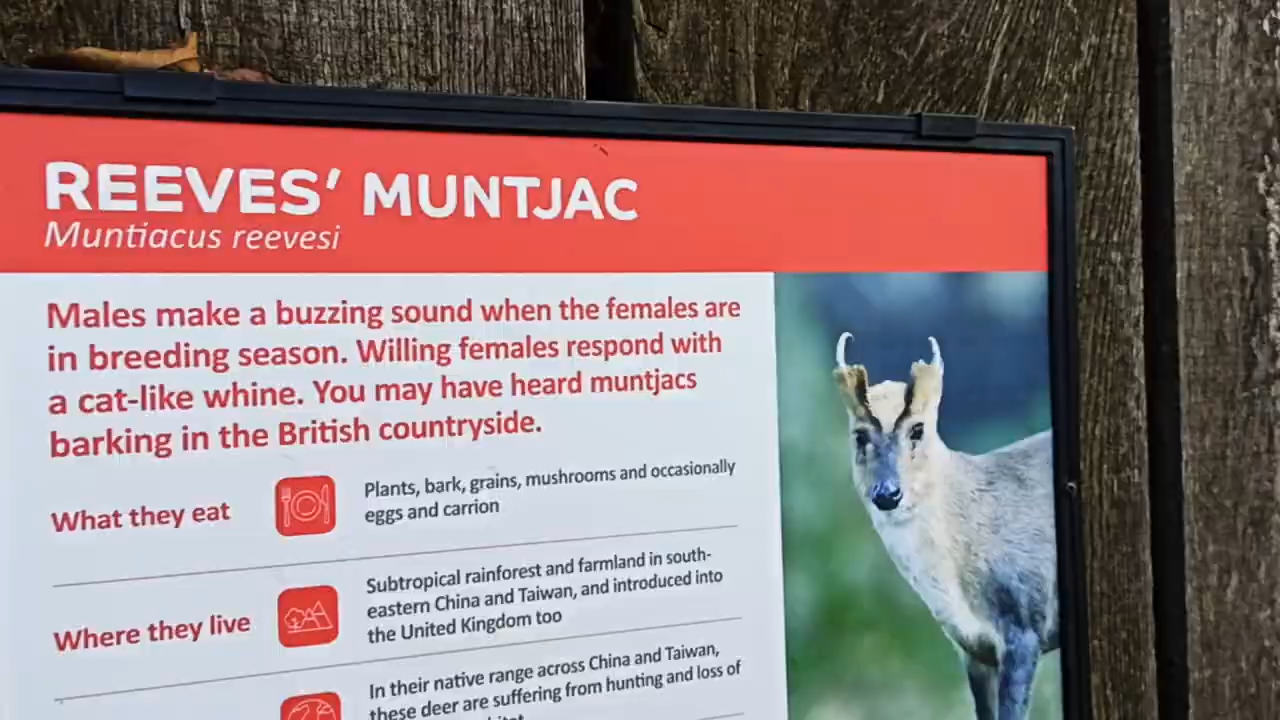 REEVES' MUNTJAC
Muntiacus reevesi
Males make a buzzing sound when the females are
in breeding season. Willing females respond with
a cat-like whine. You may have heard muntjacs
barking in the British countryside.
What they eat
Plants, bark, grains, mushrooms and occasionally
eggs and carrion
Where they live
Subtropical rainforest and farmland in south-
eastern China and Taiwan, and introduced into
the United Kingdom too
In their native range across China and Taiwan,
these deer are suffering from hunting and loss of